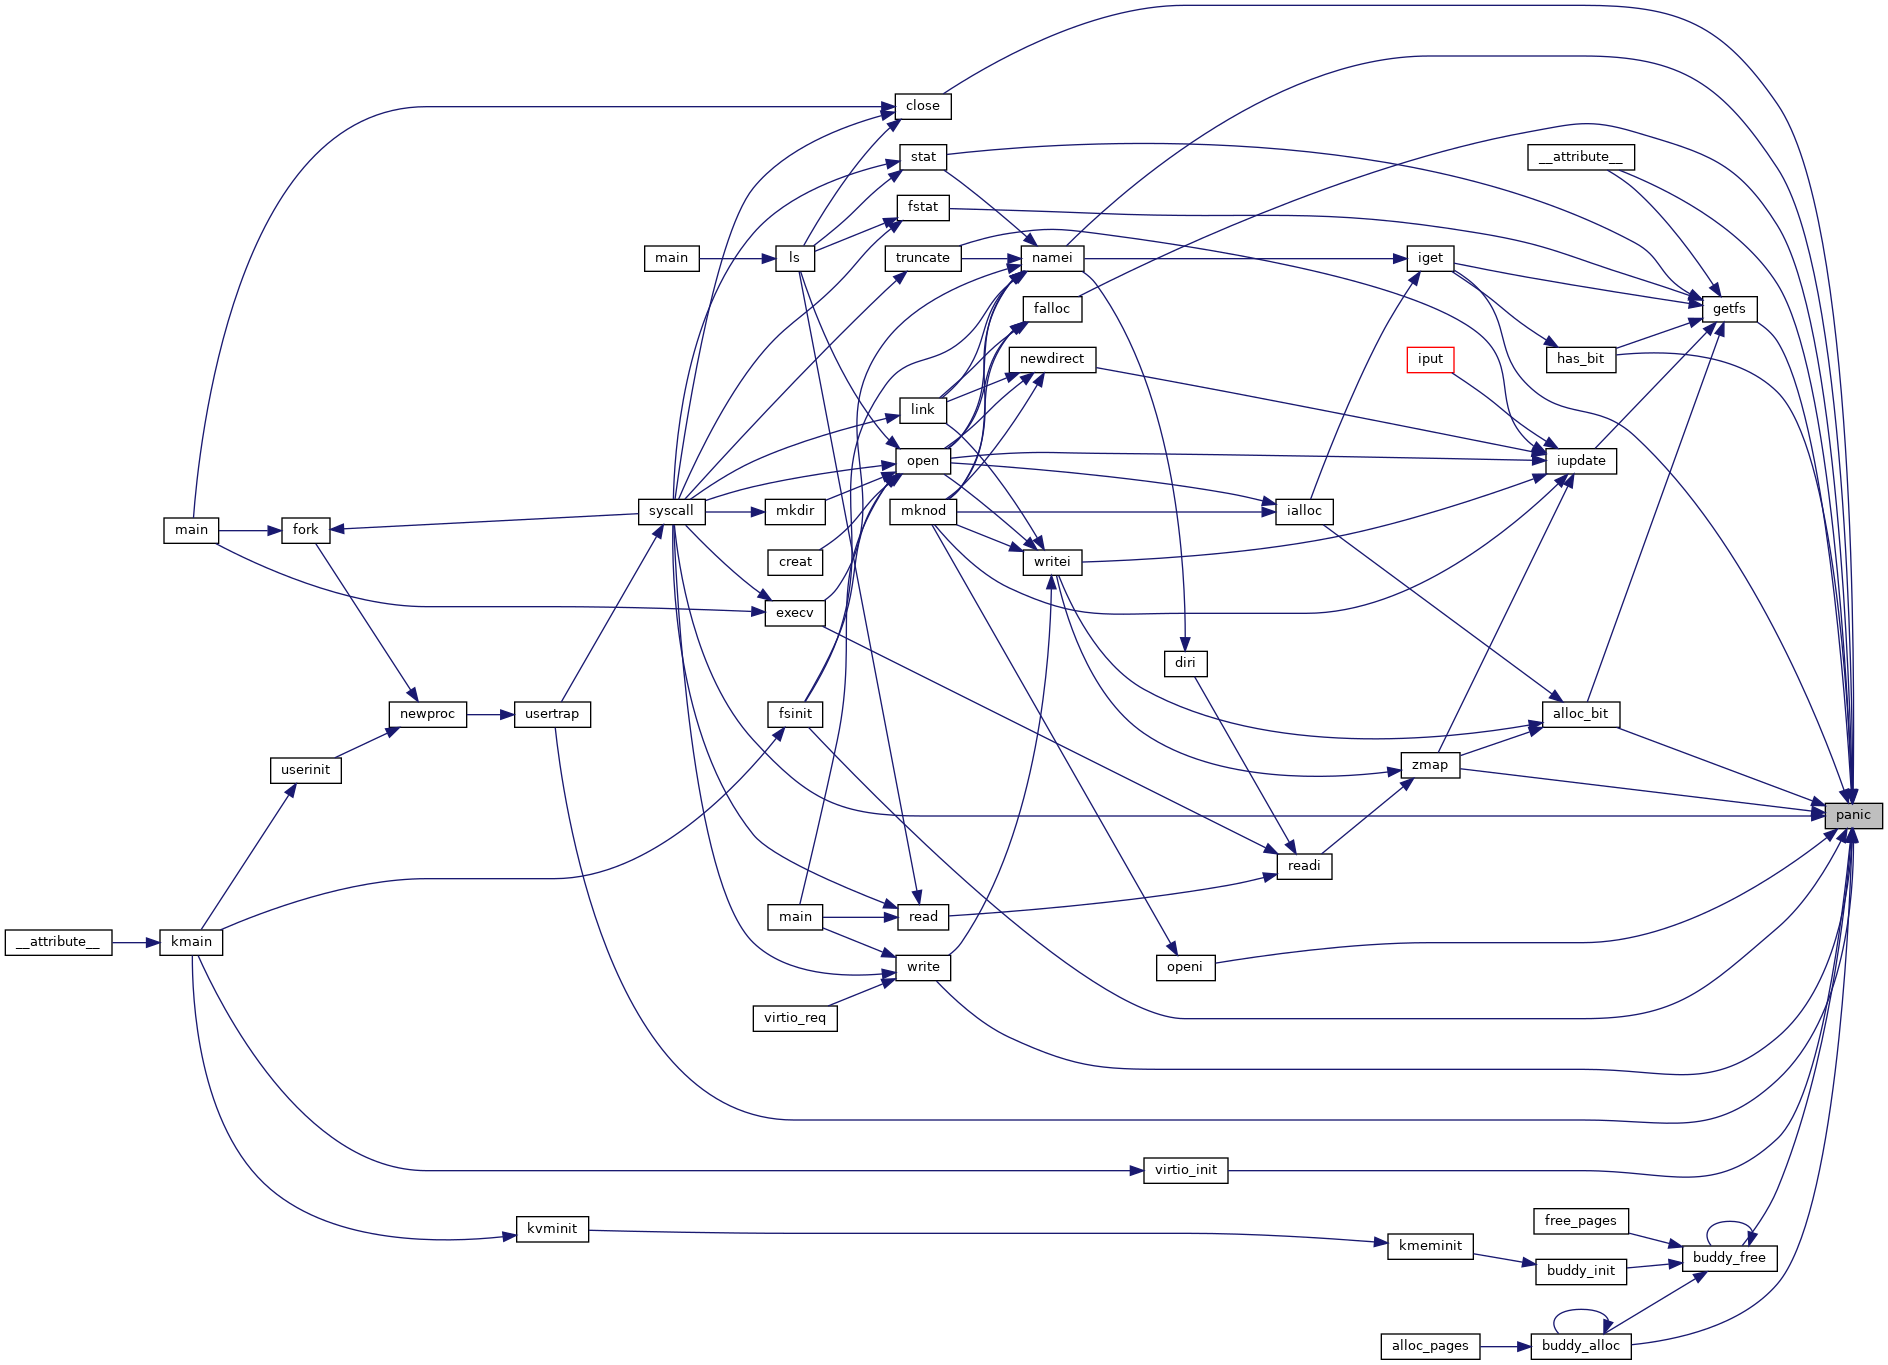 close
stat
__attribute__
fstat
main
ls
truncate
namei
iget
falloc
getfs
newdirect
iput
has_bit
link
open
iupdate
syscall
mkdir
mknod
ialloc
main
fork
creat
writei
execv
diri
newproc
usertrap
fsinit
alloc_bit
userinit
zmap
panic
readi
main
read
__attribute__
kmain
write
openi
virtio_req
virtio_init
free_pages
kvminit
kmeminit
buddy_free
buddy_init
alloc_pages
buddy_alloc